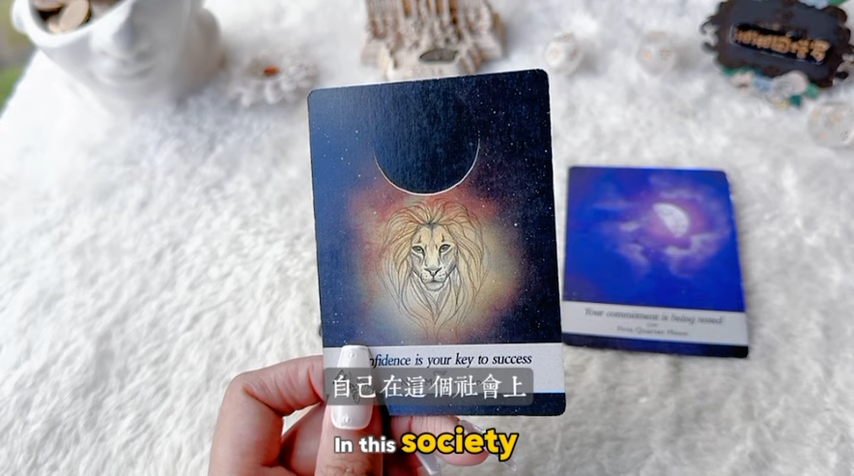 nfidence is your key to success
Your commitment is being tested
First Quarter Moon
自己在這個社會上
In this society